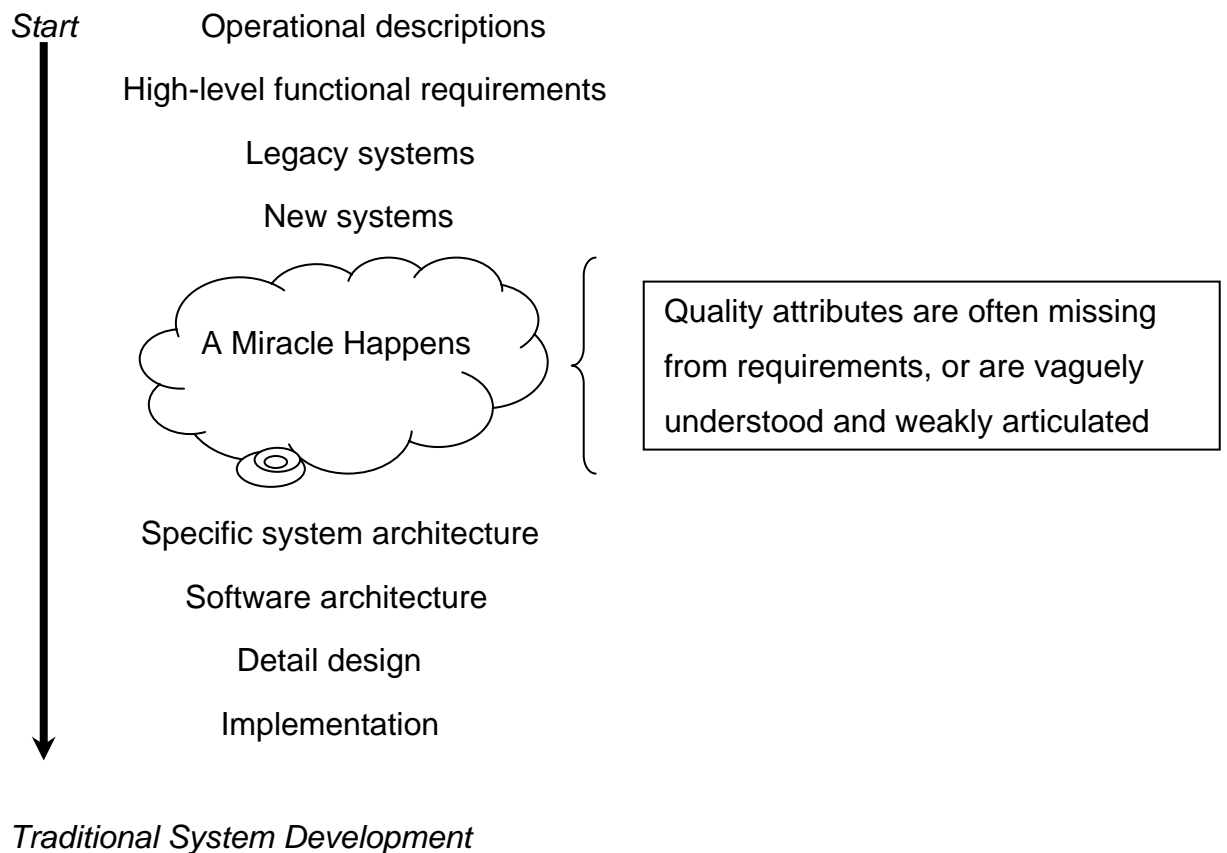 Start
Operational descriptions
High-level functional requirements
Legacy systems
New systems
A Miracle Happens
Quality attributes are often missing
from requirements, or are vaguely
understood and weakly articulated
Specific system architecture
Software architecture
Detail design
Implementation
Traditional System Development